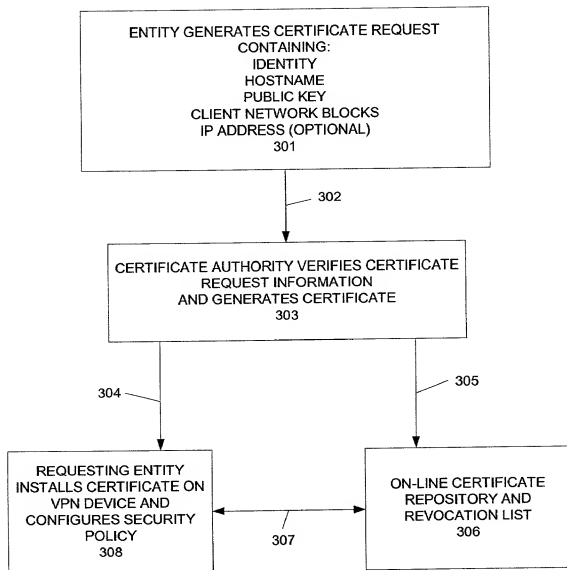 ENTITY GENERATES CERTIFICATE REQUEST
CONTAINING:
IDENTITY
HOSTNAME
PUBLIC KEY
CLIENT NETWORK BLOCKS
IP ADDRESS (OPTIONAL)
301
302
CERTIFICATE AUTHORITY VERIFIES CERTIFICATE
REQUEST INFORMATION
AND GENERATES CERTIFICATE
303
304
305
REQUESTING ENTITY
INSTALLS CERTIFICATE ON
VPN DEVICE AND
CONFIGURES SECURITY
POLICY
308
307
ON-LINE CERTIFICATE
REPOSITORY AND
REVOCATION LIST
306